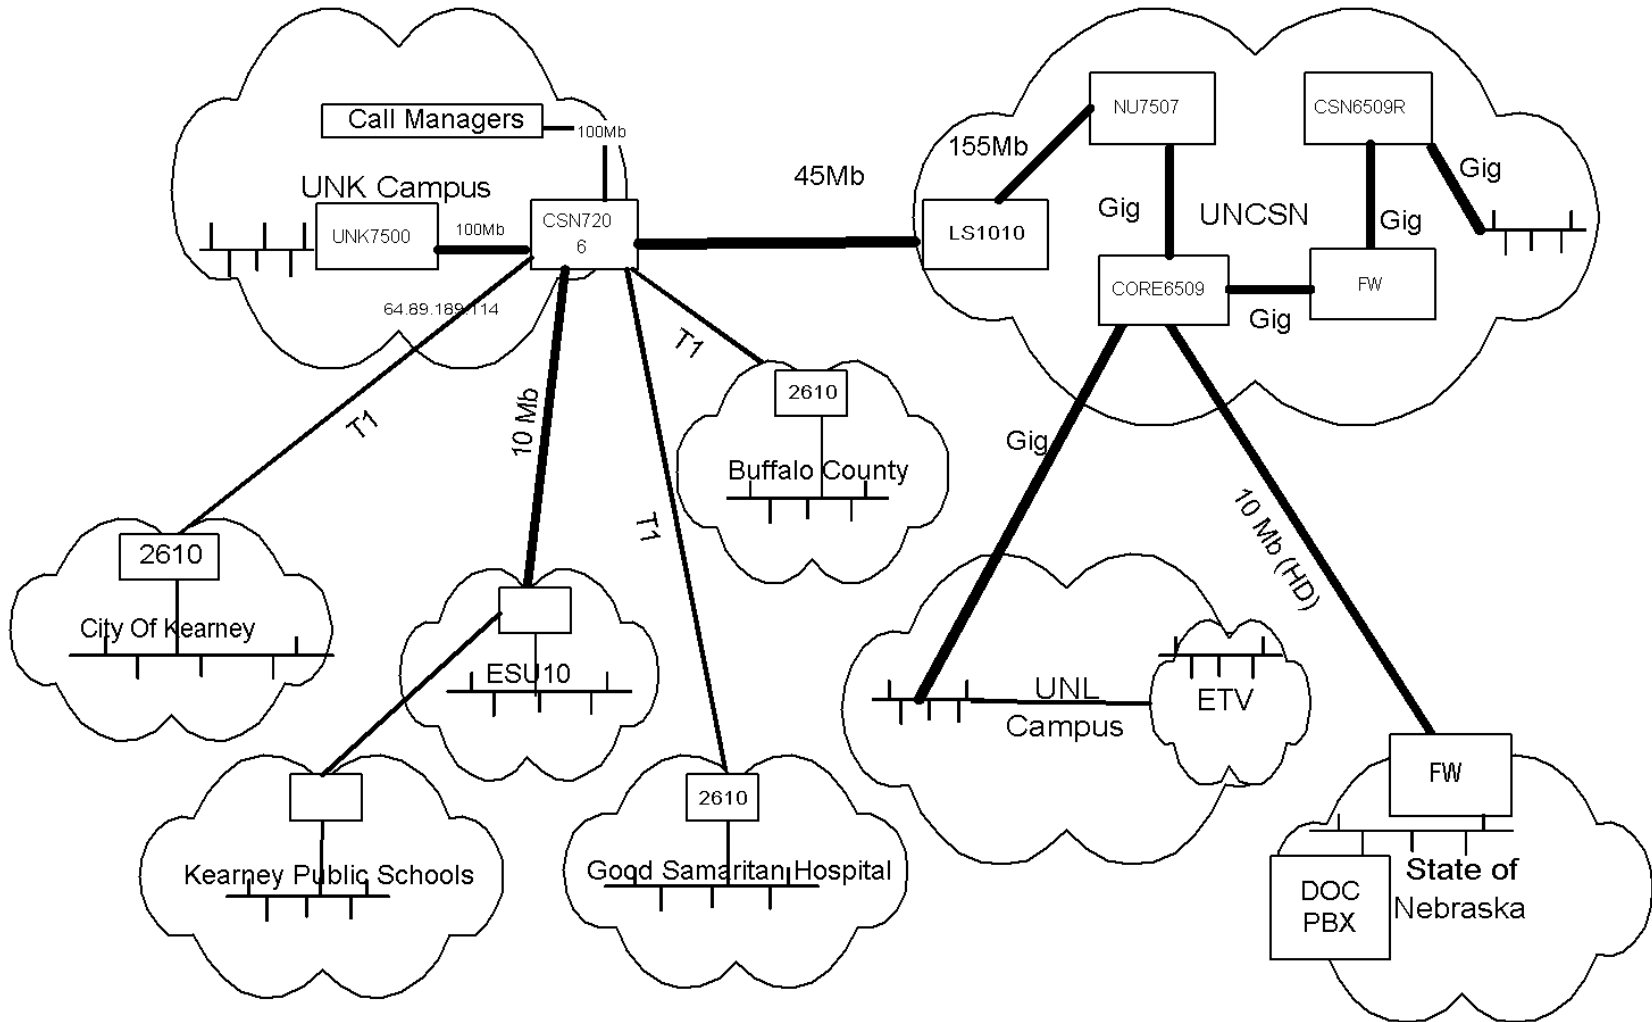 Call Managers
100Mb
UNK Campus
UNK7500
100Mb
CSN720
6
64.89.189.114
45Mb
NU7507
CSN6509R
155Mb
Gig
Gig
UNCSN
Gig
LS1010
CORE6509
FW
Gig
T1
T1
10 Mb
T1
2610
Buffalo County
Gig
10 Mb (HD)
2610
City Of Kearney
ESU10
Kearney Public Schools
2610
Good Samaritan Hospital
UNL
Campus
ETV
FW
State of
Nebraska
DOC
PBX